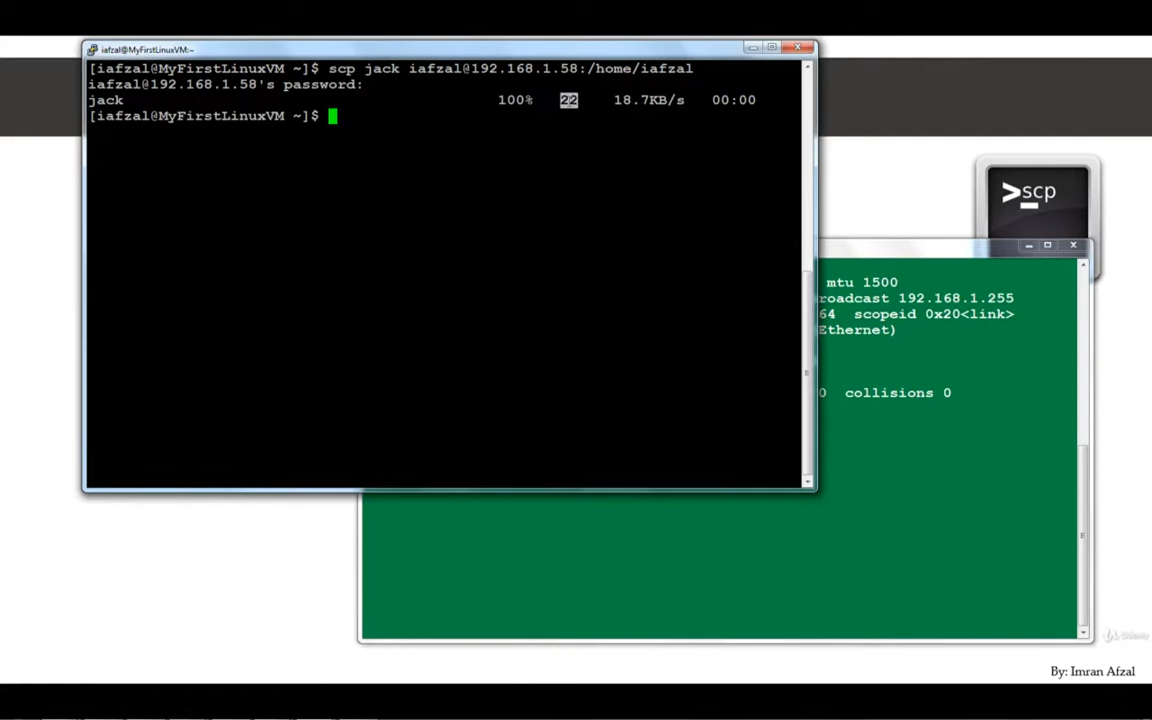 iafzal@MyFirstLinuxVM:~
[iafzal@MyFirstLinuxVM ~]$ scp jack iafzal@192.168.1.58:/home/iafzal
iafzal@192.168.1.58's password:
jack 100% 22 18.7KB/s 00:00
[iafzal@MyFirstLinuxVM ~]$
>scp
mtu 1500
roadcast 192.168.1.255
64 scopeid 0x20<link>
Ethernet)
0 collisions 0
Udemy
By: Imran Afzal